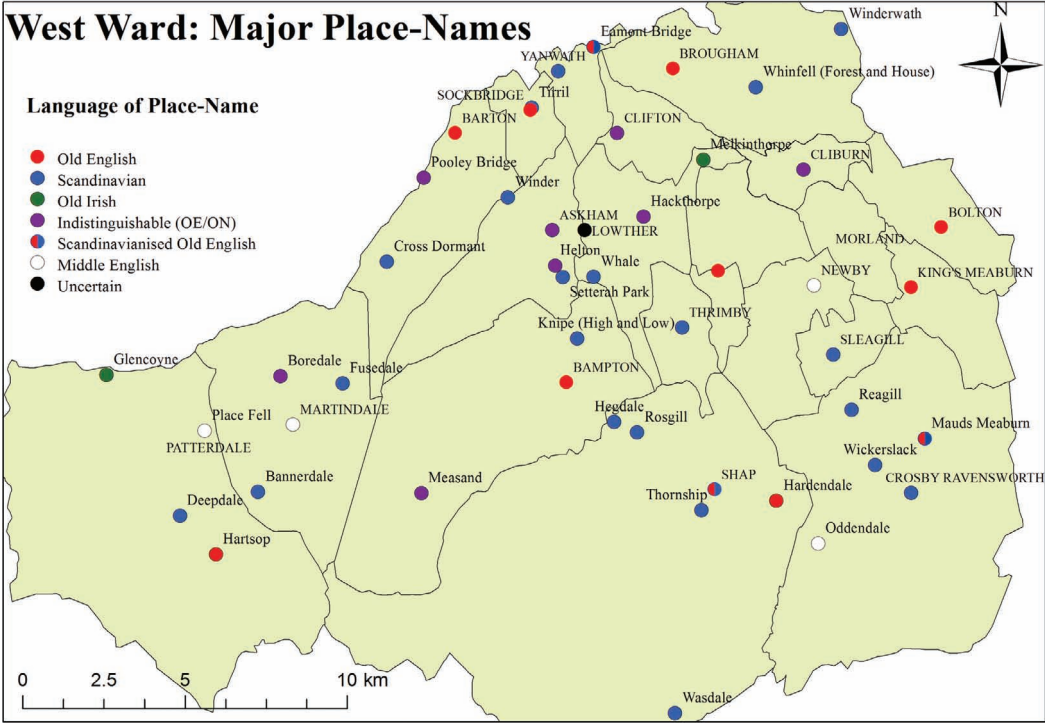 West Ward: Major Place-Names
N
Winderwath
Eamont Bridge
YANWATH
BROUGHAM
Whinfell (Forest and House)
Language of Place-Name
SOCKBRIDGE
Tirril
BARTON
CLIFTON
Old English
Scandinavian
Old Irish
Indistinguishable (OE/ON)
Scandinavianised Old English
Middle English
Uncertain
Melkinthorpe
CLIBURN
Pooley Bridge
Winder
Hackthorpe
ASKHAM
LOWTHER
BOLTON
MORLAND
Cross Dormant
Helton
Whale
NEWBY
KING'S MEABURN
Setterah Park
THRIMBY
Knipe (High and Low)
SLEAGILL
Glencoyne
Boredale
Fusedale
BAMPTON
Reagill
Place Fell
MARTINDALE
Hegdale
Rosgill
Mauds Meaburn
PATTERDALE
Wickerslack
Bannerdale
Measand
SHAP
Hardendale
CROSBY RAVENSWORTH
Deepdale
Thornship
Hartsop
Oddendale
0 2.5 5 10 km
Wasdale